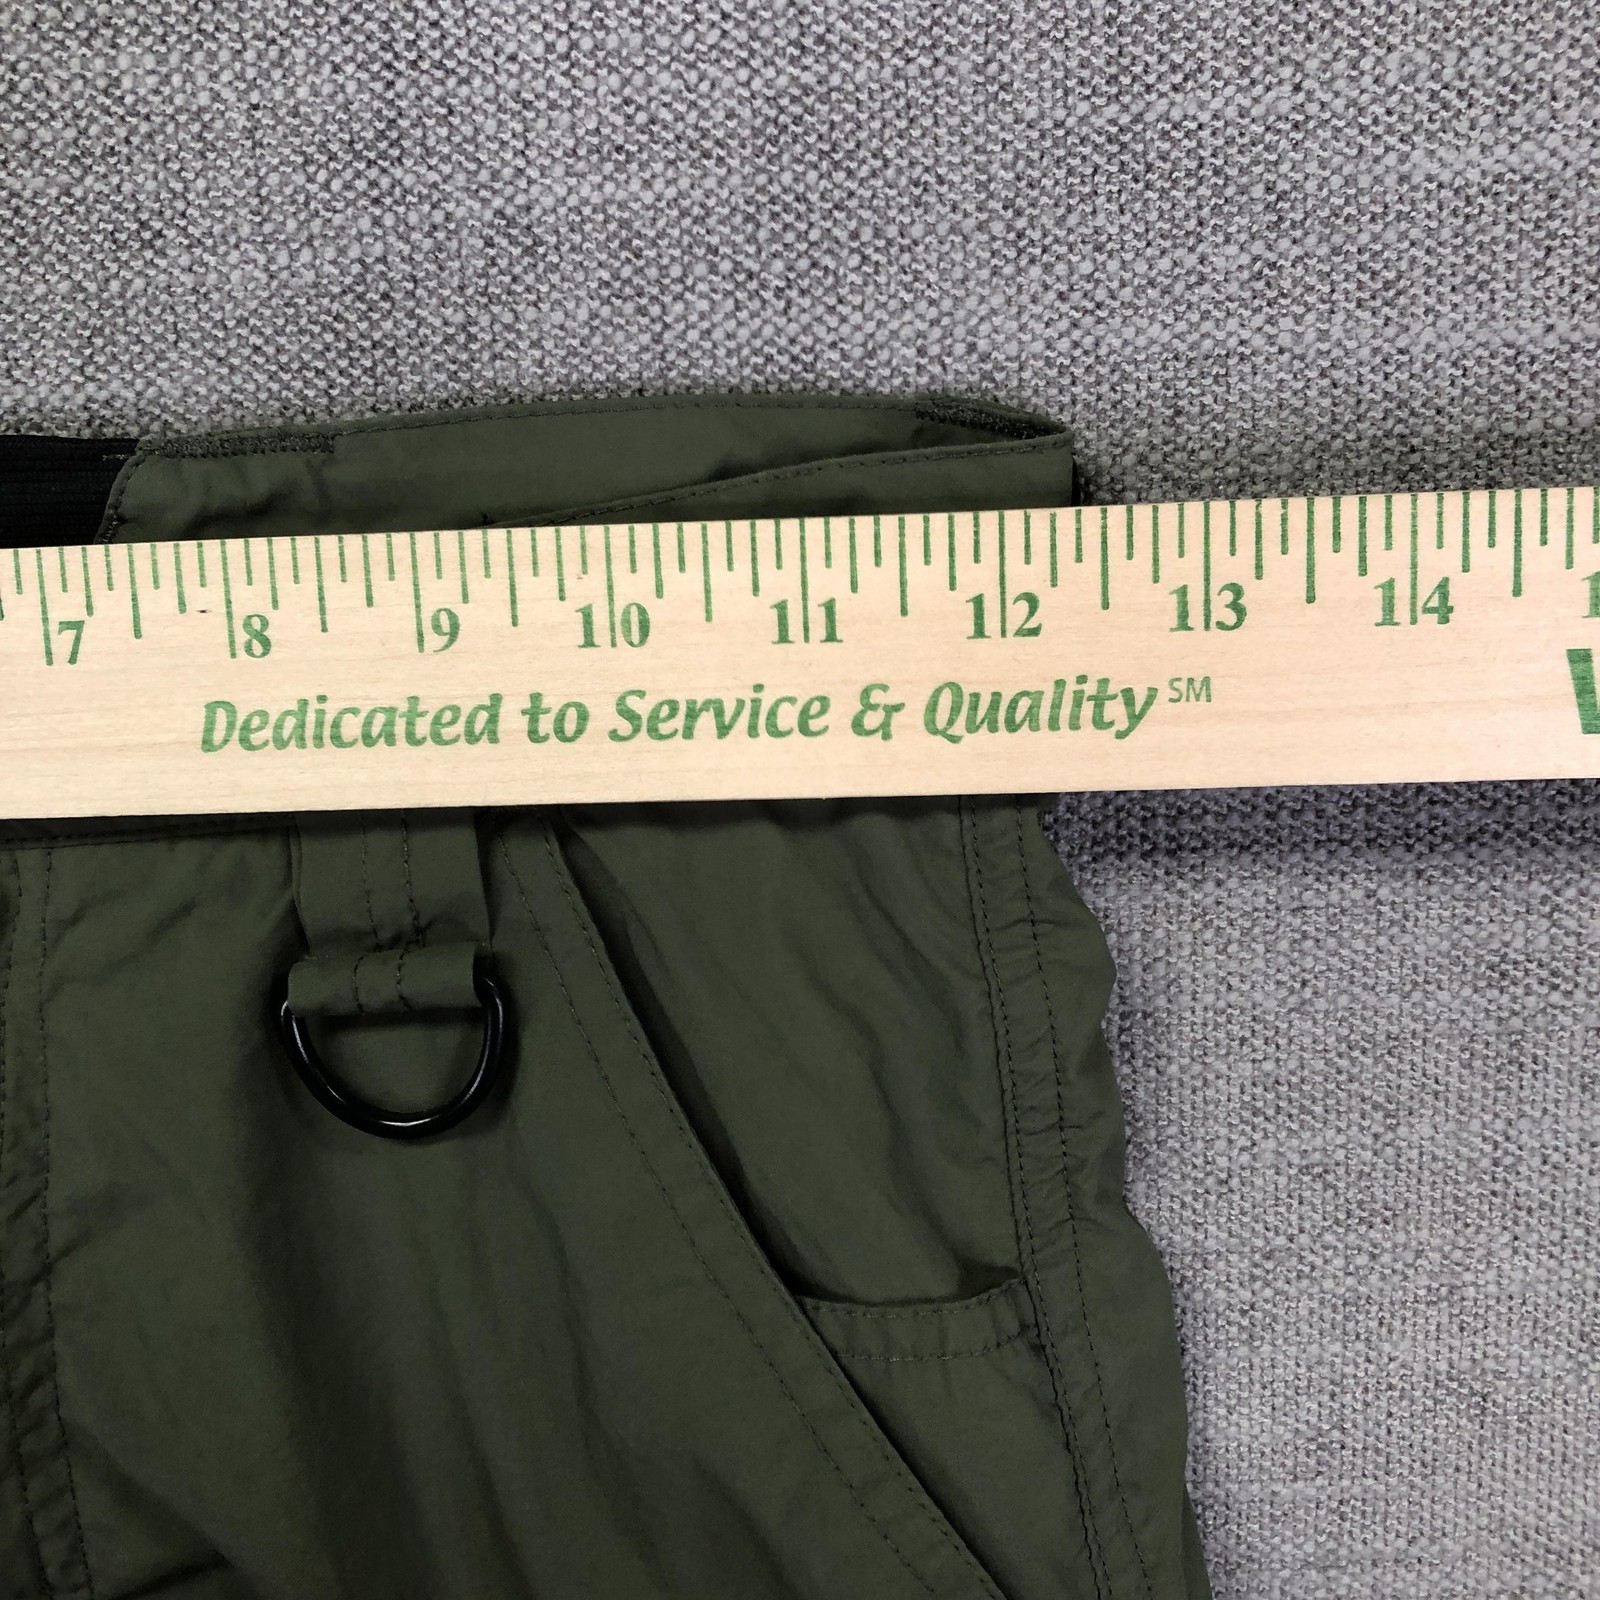 7 8 9 10 11 12 13 14
Dedicated to Service & Quality SM